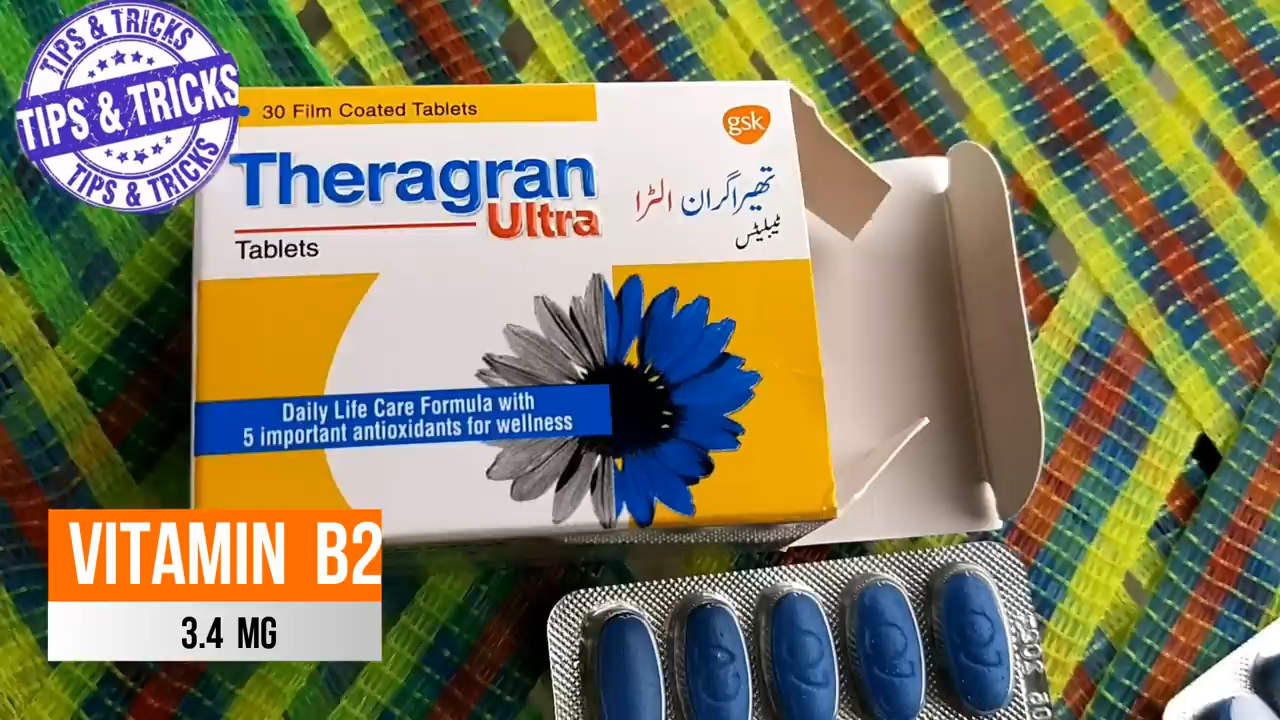 TIPS & TRICKS
TIPS & TRICKS
TIPS & TRICKS
30 Film Coated Tablets
gsk
Theragran
Ultra
Tablets
تھیراگران الٹرا
ٹیبلیٹس
Daily Life Care Formula with
5 important antioxidants for wellness
VITAMIN B2
3.4 MG